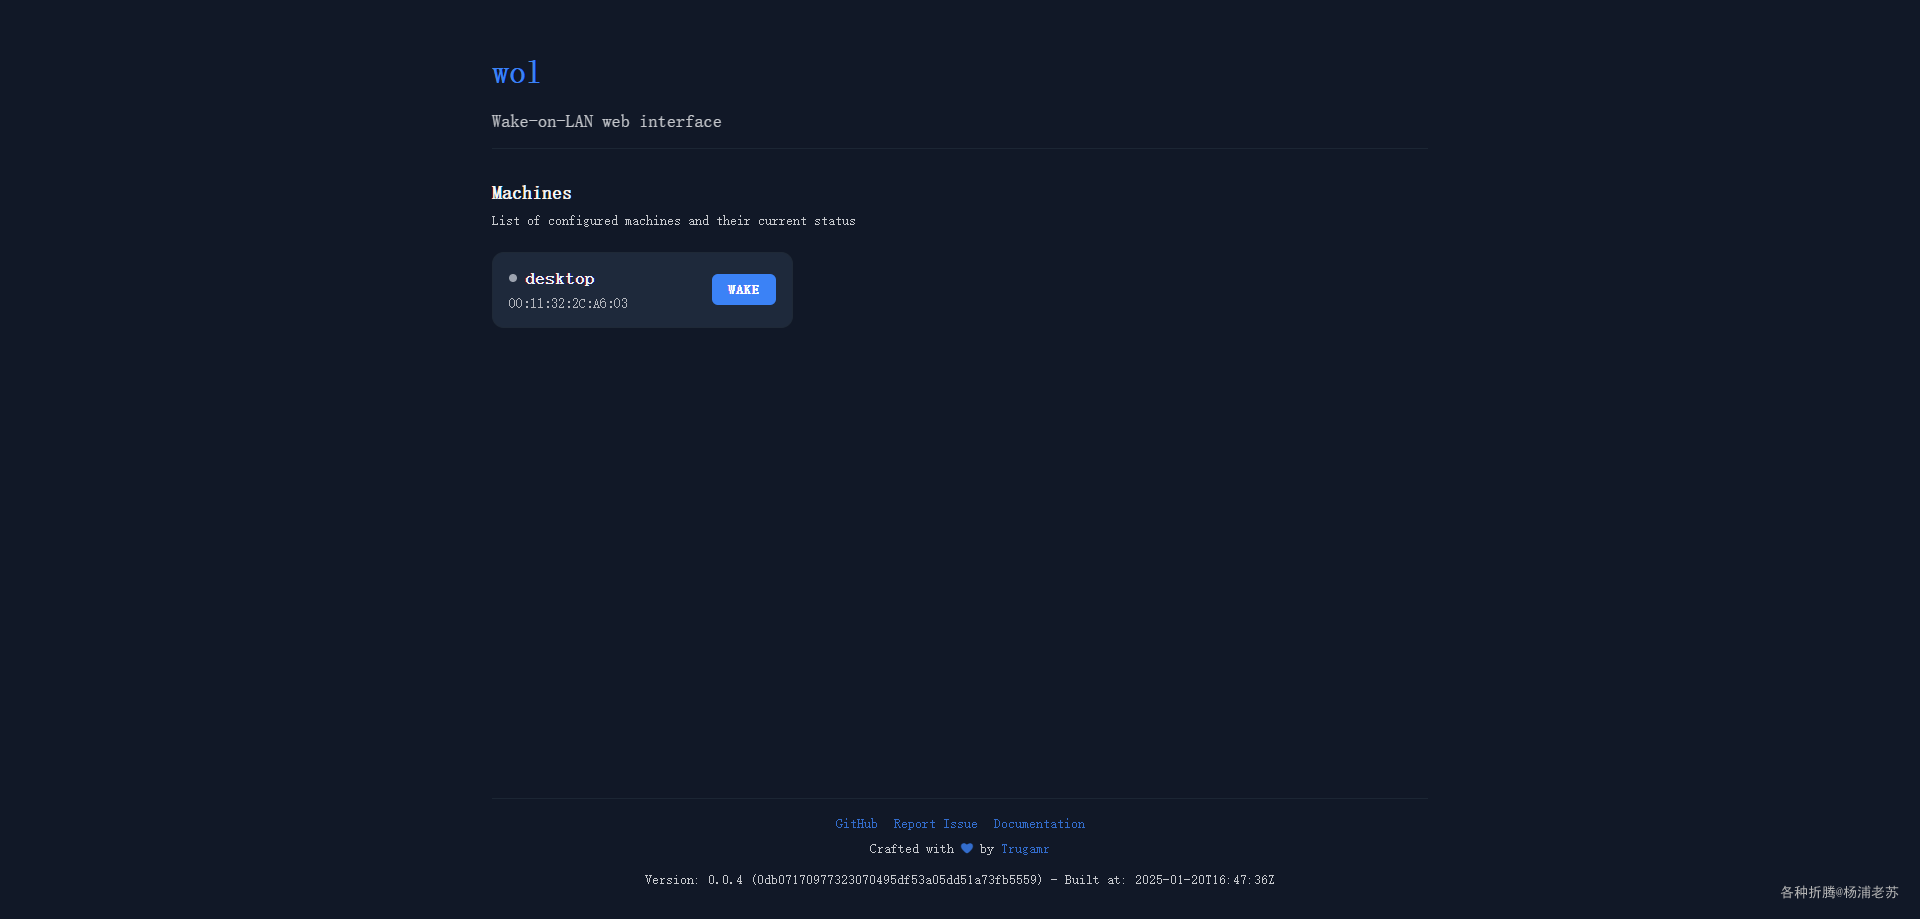 wol
Wake-on-LAN web interface
Machines
List of configured machines and their current status
desktop
WAKE
00:11:32:2C:A6:03
GitHub Report Issue Documentation
Crafted with 💙 by Trugamr
Version: 0.0.4 (0db07170977323070495df53a05dd51a73fb5559) - Built at: 2025-01-20T16:47:36Z
各种折腾@杨浦老苏